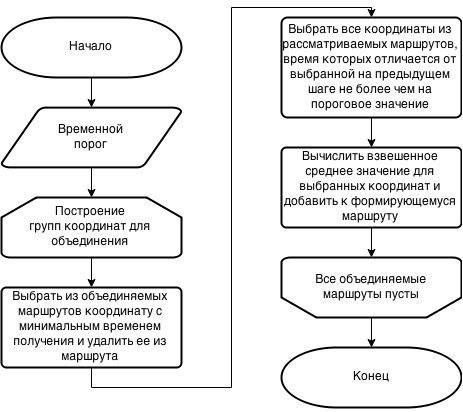 Начало
Временной
порог
Построение
групп координат для
объединения
Выбрать из объединяемых
маршрутов координату с
минимальным временем
получения и удалить ее из
маршрута
Выбрать все координаты из
рассматриваемых маршрутов,
время которых отличается от
выбранной на предыдущем
шаге не более чем на
пороговое значение
Вычислить взвешенное
среднее значение для
выбранных координат и
добавить к формирующемуся
маршруту
Все объединяемые
маршруты пусты
Конец